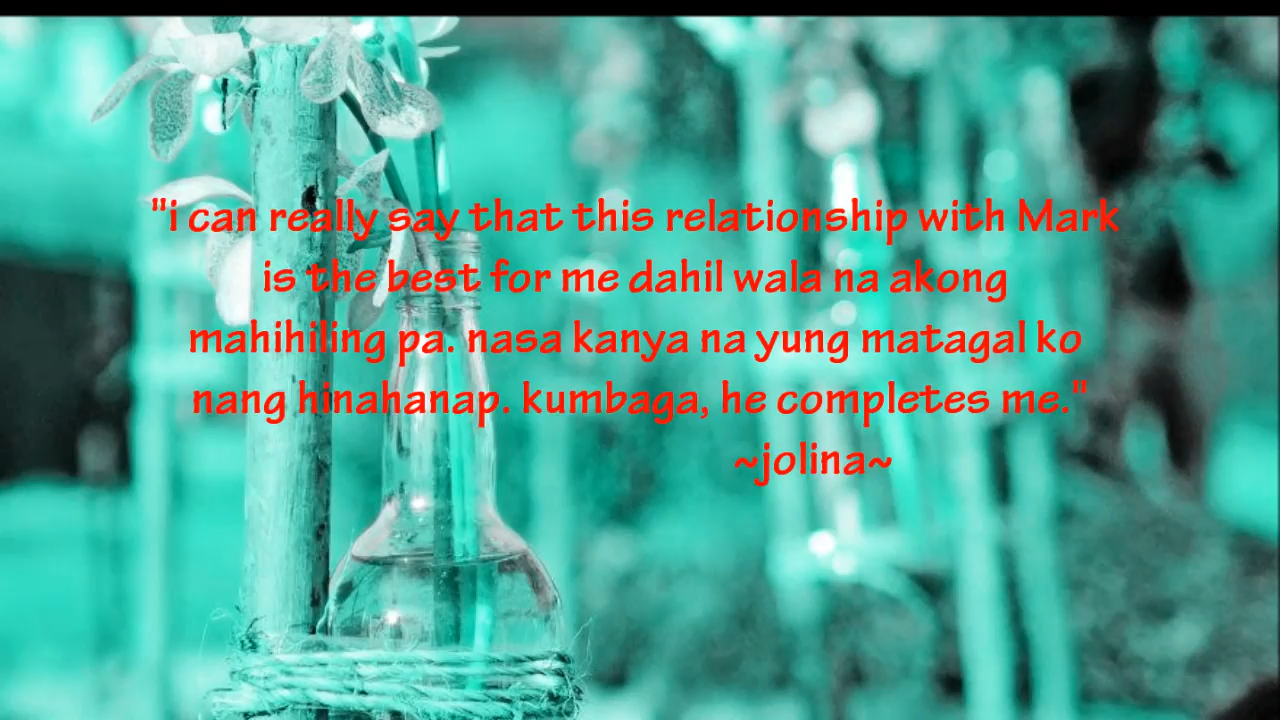 "i can really say that this relationship with Mark
is the best for me dahil wala na akong
mahihiling pa. nasa kanya na yung matagal ko
nang hinahanap. kumbaga, he completes me."
~jolina~